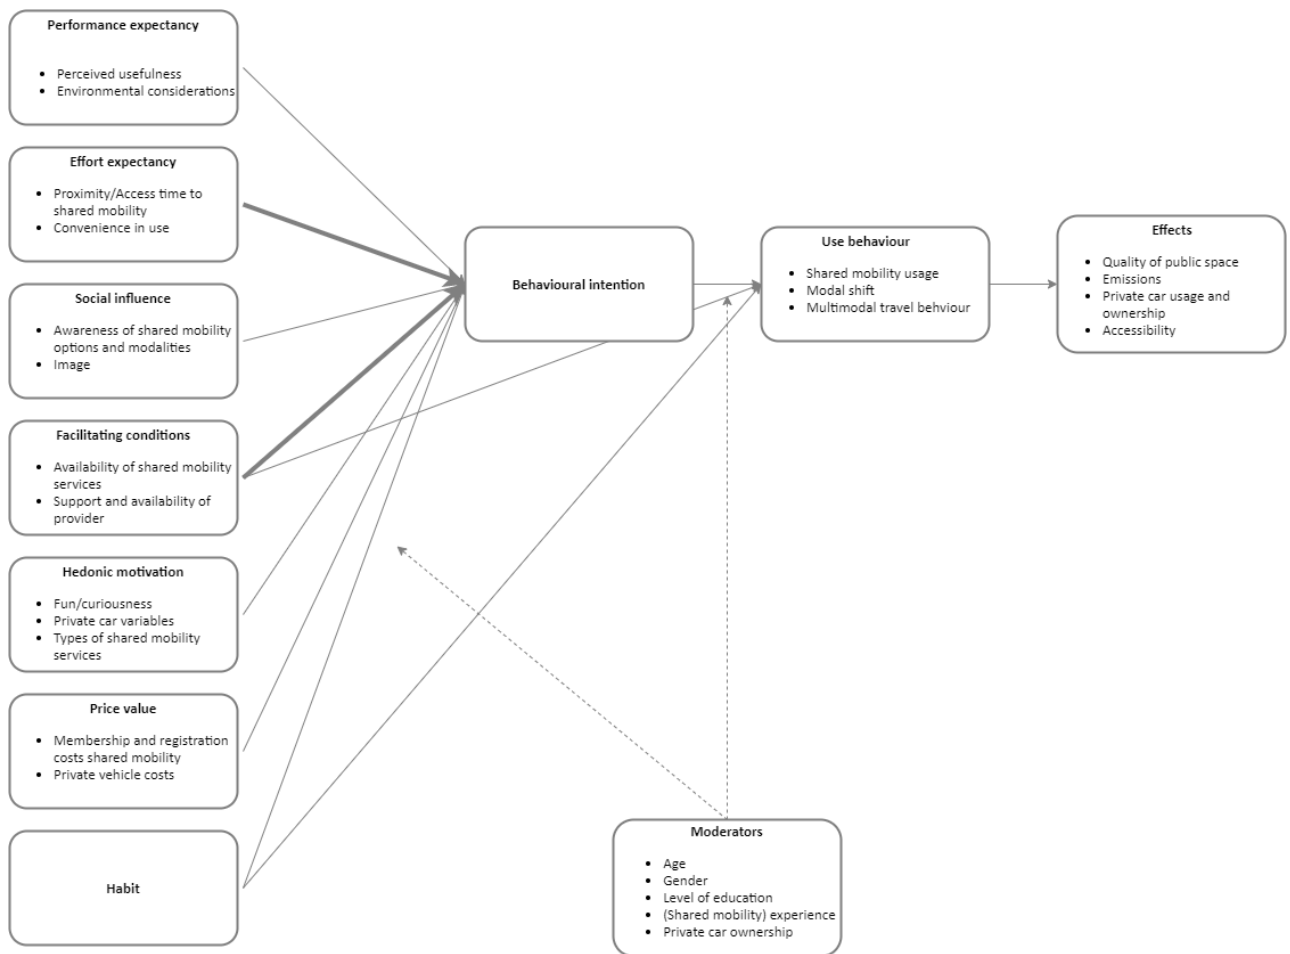 Performance expectancy
• Perceived usefulness
• Environmental considerations
Effort expectancy
• Proximity/Access time to
shared mobility
• Convenience in use
Social influence
• Awareness of shared mobility
options and modalities
• Image
Facilitating conditions
• Availability of shared mobility
services
• Support and availability of
provider
Hedonic motivation
• Fun/curiousness
• Private car variables
• Types of shared mobility
services
Price value
• Membership and registration
costs shared mobility
• Private vehicle costs
Habit
Behavioural intention
Use behaviour
• Shared mobility usage
• Modal shift
• Multimodal travel behviour
Effects
• Quality of public space
• Emissions
• Private car usage and
ownership
• Accessibility
Moderators
• Age
• Gender
• Level of education
• (Shared mobility) experience
• Private car ownership